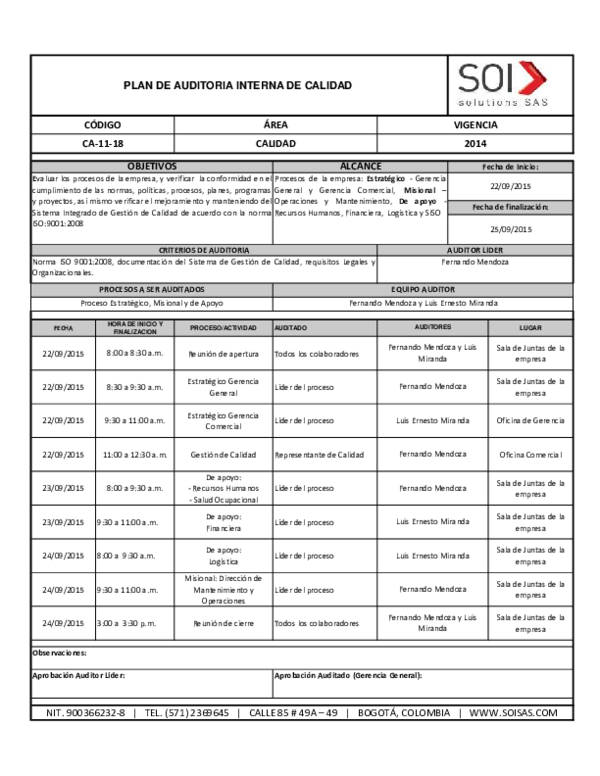 PLAN DE AUDITORIA INTERNA DE CALIDAD
SOI
solutions SAS
CÓDIGO ÁREA VIGENCIA
CA-11-18 CALIDAD 2014
OBJETIVOS ALCANCE Fecha de Inicio:
Evaluar los procesos de la empresa, y verificar la conformidad en el
cumplimiento de las normas, políticas, procesos, planes, programas
y proyectos, así mismo verificar el mejoramiento y manteniendo del
Sistema Integrado de Gestión de Calidad de acuerdo con la norma
ISO:9001:2008
Procesos de la empresa: Estratégico - Gerencia
General y Gerencia Comercial, Misional –
Operaciones y Mantenimiento, De apoyo -
Recursos Humanos, Financiera, Logística y SISO
22/09/2015
Fecha de finalización:
25/09/2015
CRITERIOS DE AUDITORIA AUDITOR LIDER
Norma ISO 9001:2008, documentación del Sistema de Gestión de Calidad, requisitos Legales y
Organizacionales.
Fernando Mendoza
PROCESOS A SER AUDITADOS EQUIPO AUDITOR
Proceso Estratégico, Misional y de Apoyo Fernando Mendoza y Luis Ernesto Miranda
FECHA
HORA DE INICIO Y
FINALIZACION
PROCESO/ACTIVIDAD AUDITADO AUDITORES LUGAR
22/09/2015 8:00 a 8:30 a.m. Reunión de apertura Todos los colaboradores
Fernando Mendoza y Luis
Miranda
Sala de Juntas de la
empresa
22/09/2015 8:30 a 9:30 a.m.
Estratégico Gerencia
General
Líder del proceso Fernando Mendoza
Sala de Juntas de la
empresa
22/09/2015 9:30 a 11:00 a.m.
Estratégico Gerencia
Comercial
Líder del proceso Luis Ernesto Miranda Oficina de Gerencia
22/09/2015 11:00 a 12:30 a.m. Gestión de Calidad Representante de Calidad Fernando Mendoza Oficina Comercial
23/09/2015 8:00 a 9:30 a.m.
De apoyo:
- Recursos Humanos
- Salud Ocupacional
Líder del proceso Fernando Mendoza
Sala de Juntas de la
empresa
23/09/2015 9:30 a 11:00 a.m.
De apoyo:
Financiera
Líder del proceso Luis Ernesto Miranda
Sala de Juntas de la
empresa
24/09/2015 8:00 a 9:30 a.m.
De apoyo:
Logística
Líder del proceso Luis Ernesto Miranda
Sala de Juntas de la
empresa
24/09/2015 9:30 a 11:00 a.m.
Misional: Dirección de
Mantenimiento y
Operaciones
Líder del proceso Fernando Mendoza
Sala de Juntas de la
empresa
24/09/2015 3:00 a 3:30 p.m. Reunión de cierre Todos los colaboradores
Fernando Mendoza y Luis
Miranda
Sala de Juntas de la
empresa
Observaciones:
Aprobación Auditor Líder: Aprobación Auditado (Gerencia General):
NIT. 900366232-8 | TEL. (571) 2369645 | CALLE 85 # 49A – 49 | BOGOTÁ, COLOMBIA | WWW.SOISAS.COM